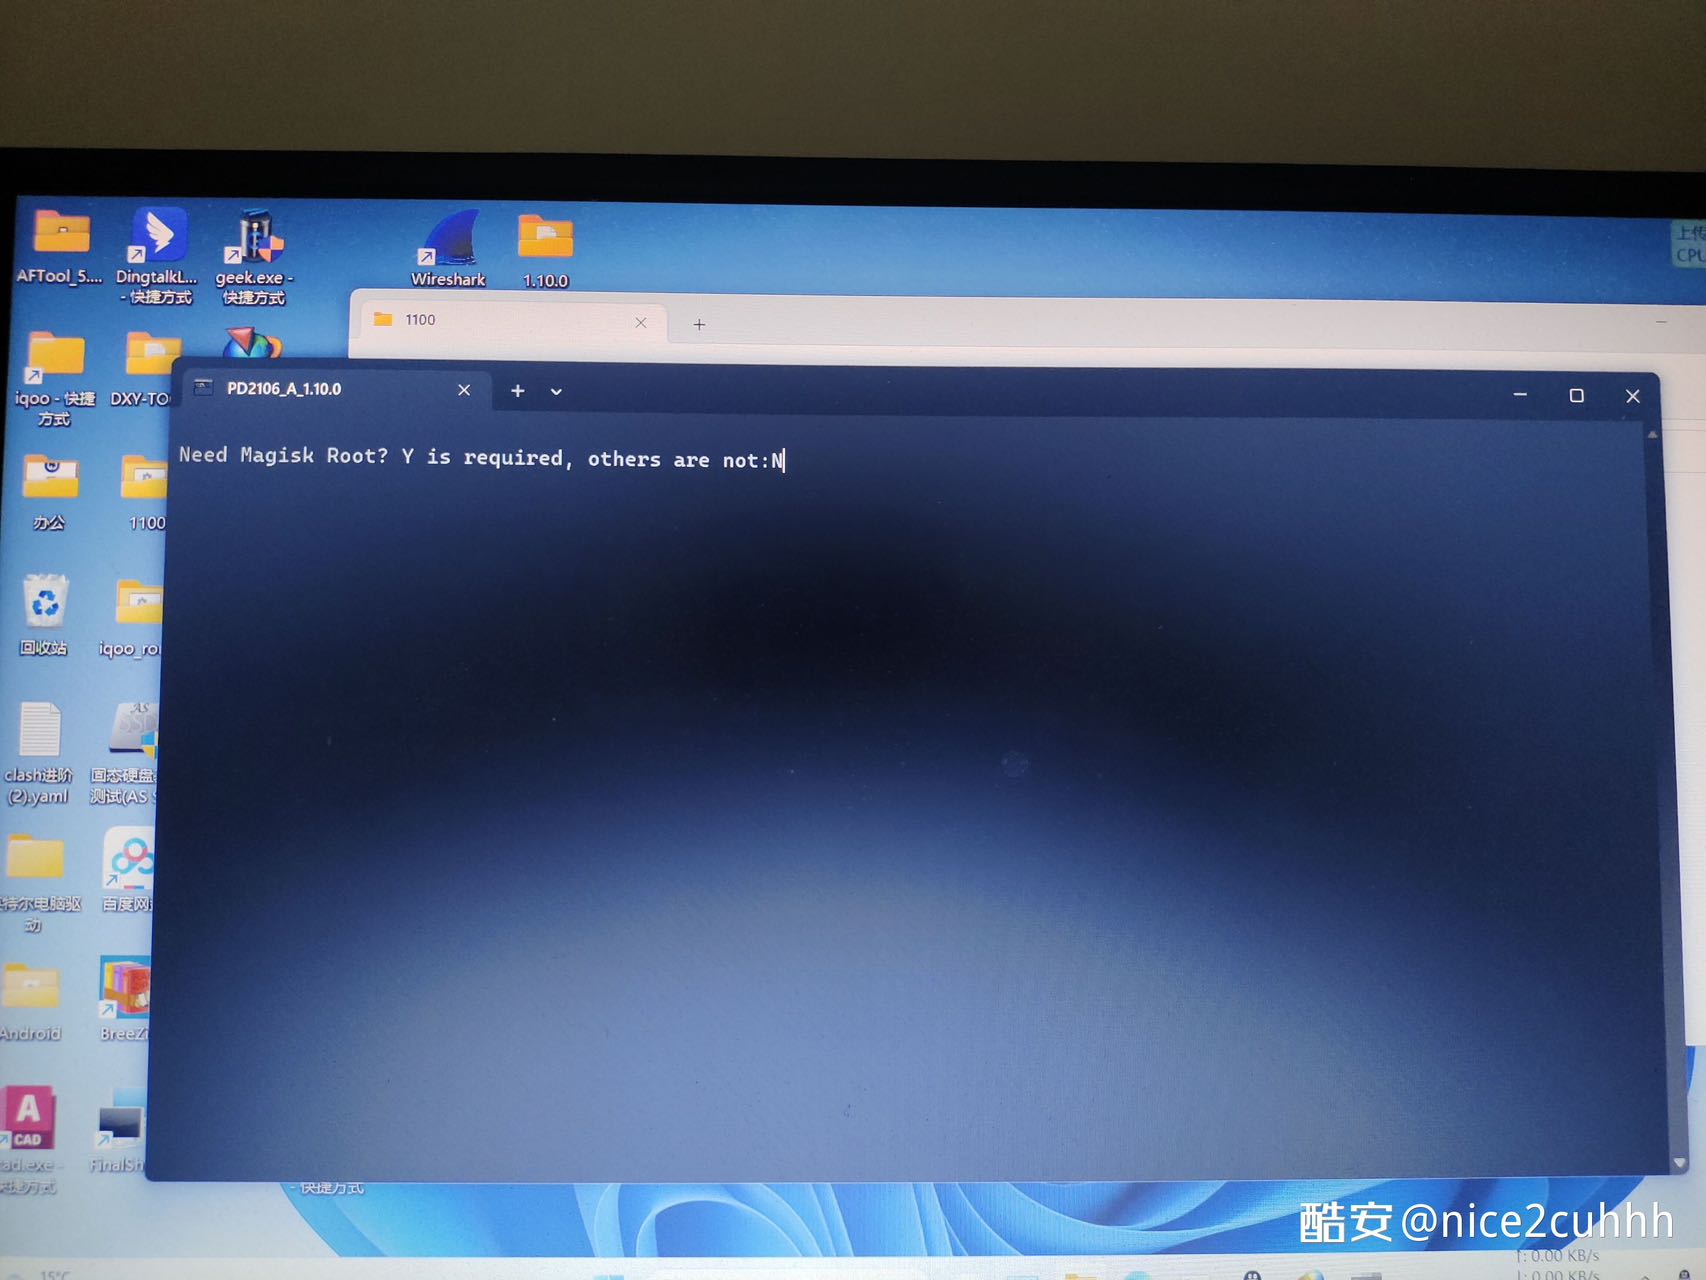 AFTool_5....
DingtalkL...
- 快捷方式
geek.exe -
快捷方式
Wireshark
1.10.0
上传
CPU
1100
iqoo - 快捷
方式
DXY-TO
PD2106_A_1.10.0
Need Magisk Root? Y is required, others are not:N
办公
1100
回收站
iqoo_ro
clash进阶
(2).yaml
固态硬盘
测试(AS S
特尔电脑驱
动
百度网
Android
BreeZi
A
CAD
cad.exe -
快捷方式
FinalSh
- 快捷方式
酷安 @nice2cuhhh
↑: 0.00 KB/s
↓: 0.00 KB/s
15°C